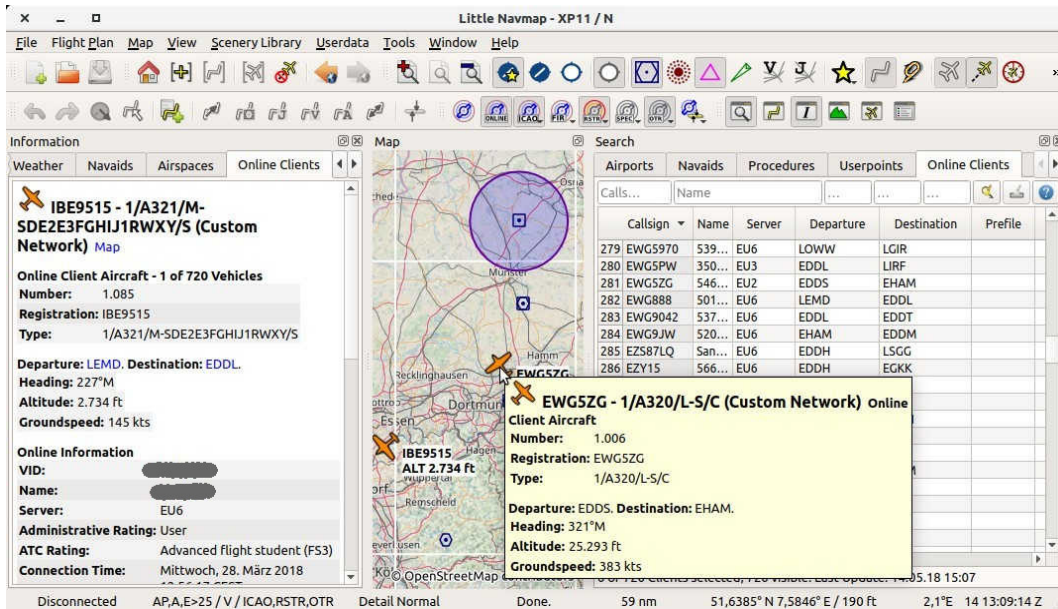 Little Navmap - XP11 / N
File Flight Plan Map View Scenery Library Userdata Tools Window Help
ONLINE ICAO FIR RSTR SPEC OTR
Information
Weather Navaids Airspaces Online Clients
IBE9515 - 1/A321/M-
SDE2E3FGHIJ1RWXY/S (Custom
Network) Map
Online Client Aircraft - 1 of 720 Vehicles
Number: 1.085
Registration: IBE9515
Type: 1/A321/M-SDE2E3FGHIJ1RWXY/S
Departure: LEMD. Destination: EDDL.
Heading: 227°M
Altitude: 2.734 ft
Groundspeed: 145 kts
Online Information
VID:
Name:
Server: EU6
Administrative Rating: User
ATC Rating: Advanced flight student (FS3)
Connection Time: Mittwoch, 28. März 2018
Map
Munster
Hamm
Recklinghausen
EWG5ZG
Dortmun
Essen
Hagen
IBE9515
ALT 2.734 ft
Wuppertal
Remscheid
© OpenStreetMap
EWG5ZG - 1/A320/L-S/C (Custom Network) Online
Client Aircraft
Number: 1.006
Registration: EWG5ZG
Type: 1/A320/L-S/C
Departure: EDDS. Destination: EHAM.
Heading: 321°M
Altitude: 25.293 ft
Groundspeed: 383 kts
Search
Airports Navaids Procedures Userpoints Online Clients
Calls... Name ... ... ...
Callsign Name Server Departure Destination Prefile
279 EWG5970 539... EU6 LOWW LGIR
280 EWG5PW 350... EU3 EDDL LIRF
281 EWG5ZG 546... EU2 EDDS EHAM
282 EWG888 501... EU6 LEMD EDDL
283 EWG9042 537... EU6 EDDL EDDT
284 EWG9JW 520... EU6 EHAM EDDM
285 EZS87LQ San... EU6 EDDH LSGG
286 EZY15 566... EU6 EDDH EGKK
Disconnected AP,A,E>25 / V / ICAO,RSTR,OTR Detail Normal Done. 59 nm 51,6385° N 7,5846° E / 190 ft 2,1°E 14 13:09:14 Z